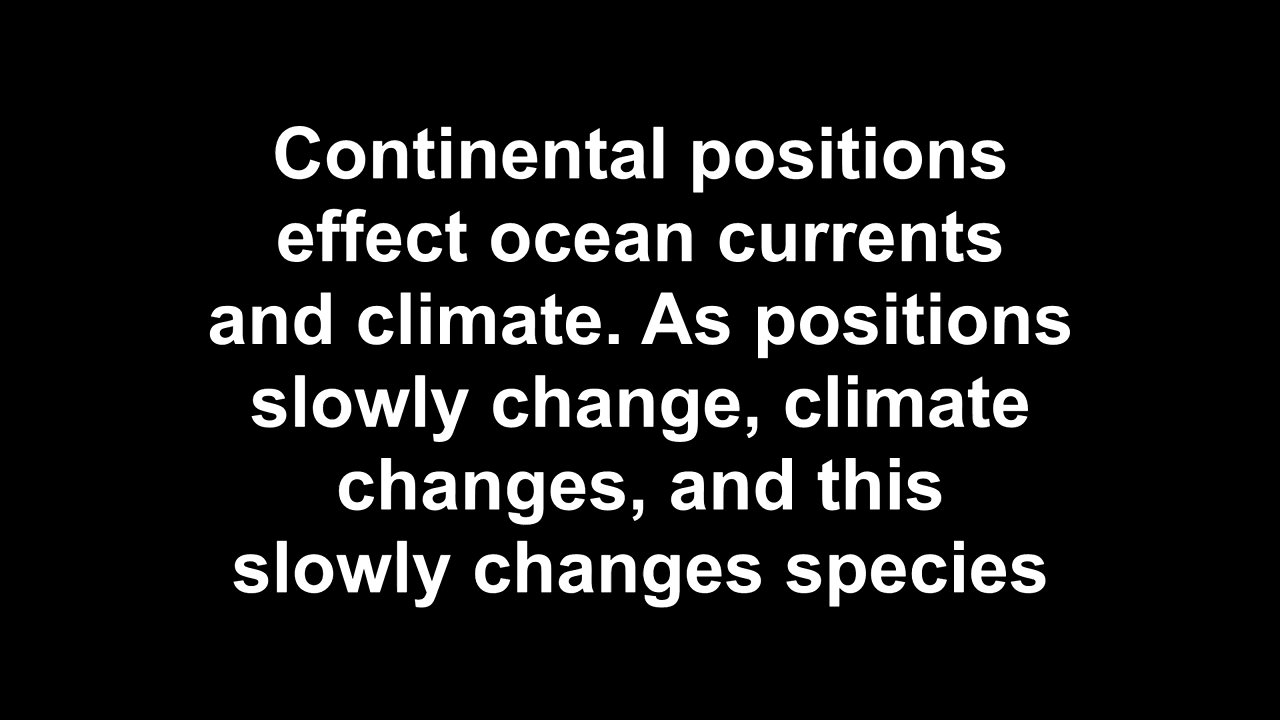 Continental positions
effect ocean currents
and climate. As positions
slowly change, climate
changes, and this
slowly changes species